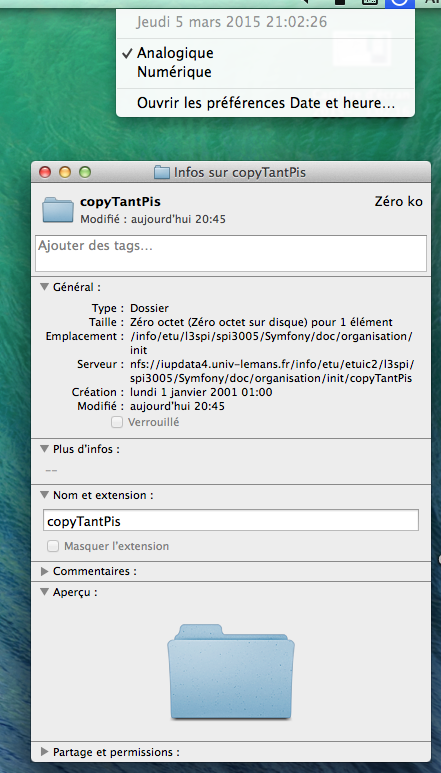 Jeudi 5 mars 2015 21:02:26
Analogique
Numérique
Ouvrir les préférences Date et heure...
Infos sur copyTantPis
copyTantPis Zéro ko
Modifié : aujourd'hui 20:45
Ajouter des tags...
Général :
Type : Dossier
Taille : Zéro octet (Zéro octet sur disque) pour 1 élément
Emplacement : /info/etu/l3spi/spi3005/Symfony/doc/organisation/
init
Serveur : nfs://iupdata4.univ-lemans.fr/info/etu/etuic2/l3spi/
spi3005/Symfony/doc/organisation/init/copyTantPis
Création : lundi 1 janvier 2001 01:00
Modifié : aujourd'hui 20:45
Verrouillé
Plus d'infos :
--
Nom et extension :
copyTantPis
Masquer l'extension
Commentaires :
Aperçu :
Partage et permissions :